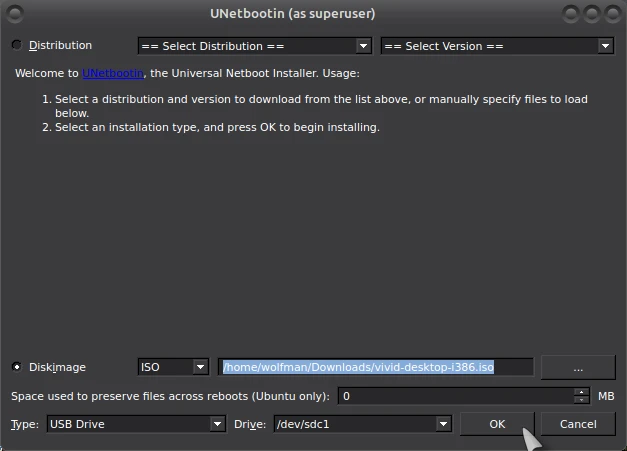 UNetbootin (as superuser)
Distribution == Select Distribution == == Select Version ==
Welcome to UNetbootin, the Universal Netboot Installer. Usage:
1. Select a distribution and version to download from the list above, or manually specify files to load
below.
2. Select an installation type, and press OK to begin installing.
Diskimage ISO /home/wolfman/Downloads/vivid-desktop-i386.iso ...
Space used to preserve files across reboots (Ubuntu only): 0 MB
Type: USB Drive Drive: /dev/sdc1 OK Cancel